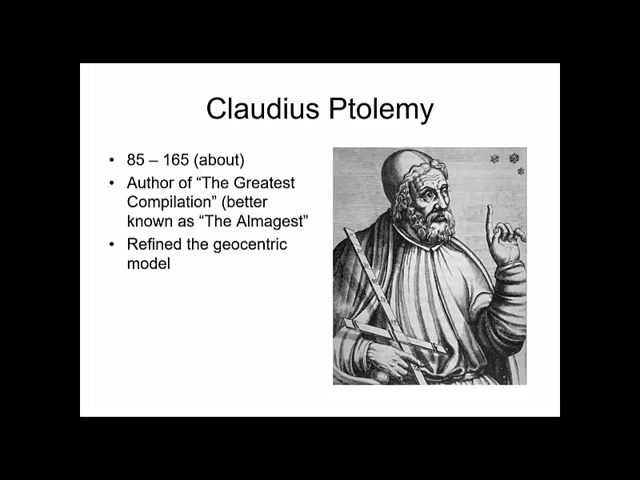 Claudius Ptolemy
• 85 – 165 (about)
• Author of “The Greatest
Compilation” (better
known as “The Almagest”
• Refined the geocentric
model